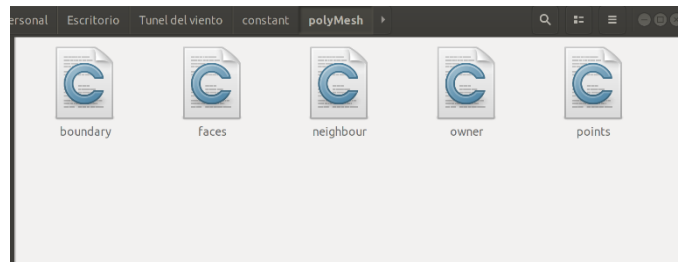 ersonal Escritorio Tunel del viento constant polyMesh
boundary faces neighbour owner points